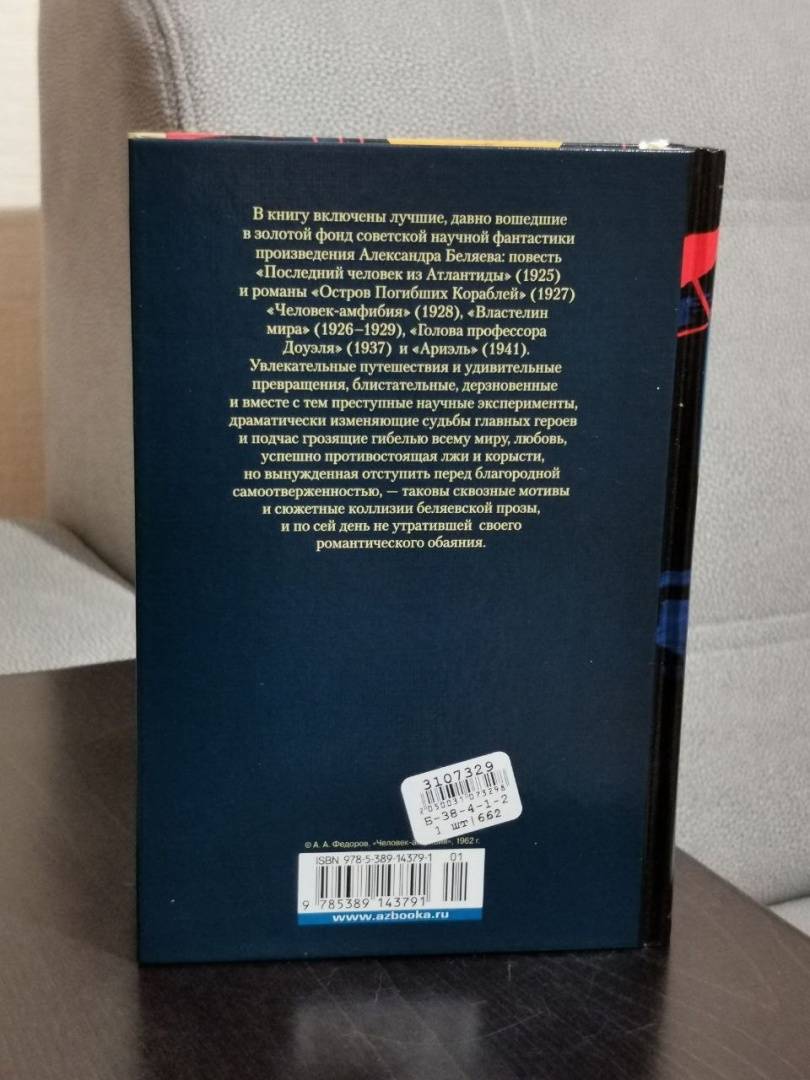 В книгу включены лучшие, давно вошедшие
в золотой фонд советской научной фантастики
произведения Александра Беляева: повесть
«Последний человек из Атлантиды» (1925)
и романы «Остров Погибших Кораблей» (1927)
«Человек-амфибия» (1928), «Властелин
мира» (1926–1929), «Голова профессора
Доуэля» (1937) и «Ариэль» (1941).
Увлекательные путешествия и удивительные
превращения, блистательные, дерзновенные
и вместе с тем преступные научные эксперименты,
драматически изменяющие судьбы главных героев
и подчас грозящие гибелью всему миру, любовь,
успешно противостоящая лжи и корысти,
но вынужденная отступить перед благородной
самоотверженностью, — таковы сквозные мотивы
и сюжетные коллизии беляевской прозы,
и по сей день не утратившей своего
романтического обаяния.
3107329
2050031073298
Б-38-4-1-2
1 шт|662
© А. А. Федоров. «Человек-амфибия», 1962 г.
ISBN 978-5-389-14379-1 01
9 785389 143791
www.azbooka.ru